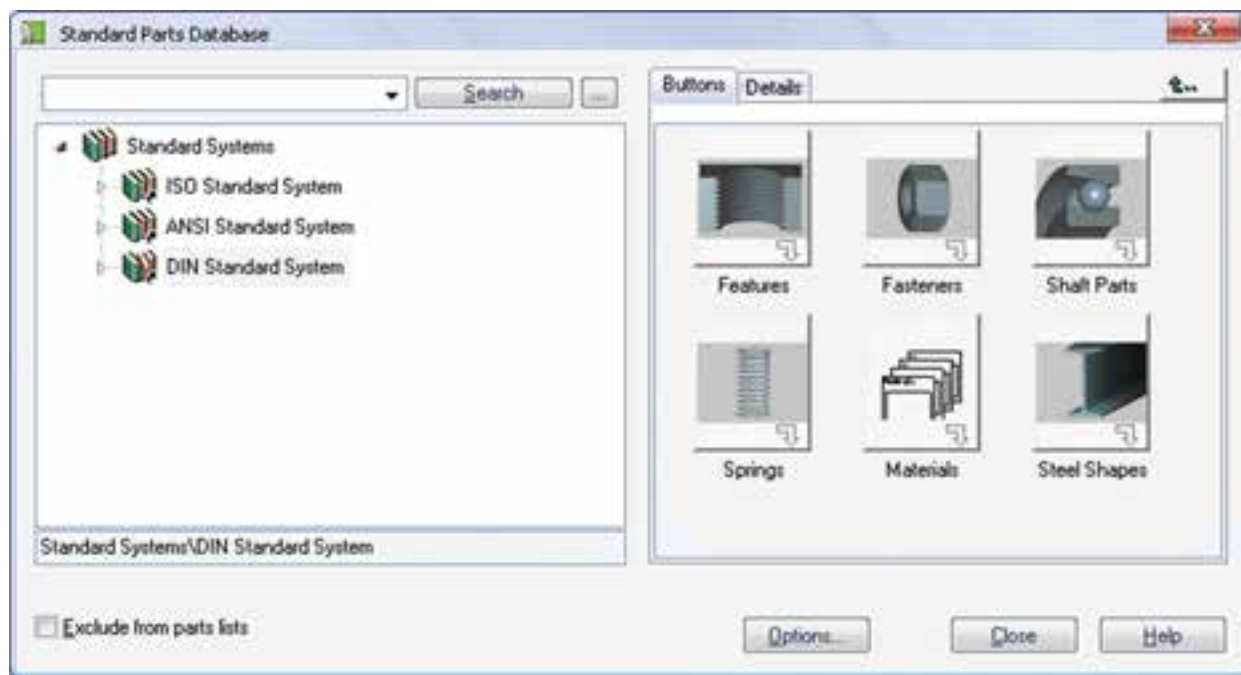 Standard Parts Database
Search ...
Buttons Details
Standard Systems
ISO Standard System
ANSI Standard System
DIN Standard System
Features Fasteners Shaft Parts
Springs Materials Steel Shapes
Standard Systems\DIN Standard System
Exclude from parts lists
Options... Close Help